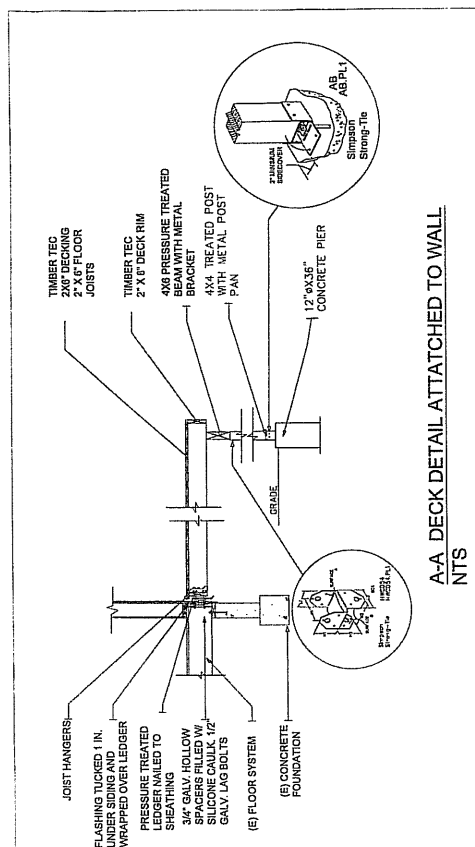 JOIST HANGERS
FLASHING TUCKED 1 IN.
UNDER SIDING AND
WRAPPED OVER LEDGER
PRESSURE TREATED
LEDGER NAILED TO
SHEATHING
3/4" GALV. HOLLOW
SPACERS FILLED W/
SILICONE CAULK. 1/2"
GALV. LAG BOLTS
(E) FLOOR SYSTEM
(E) CONCRETE
FOUNDATION
TIMBER TEC
2X6" DECKING
2" X 6" FLOOR
JOISTS
TIMBER TEC
2" X 6" DECK RIM
4X6 PRESSURE TREATED
BEAM WITH METAL
BRACKET
4X4 TREATED POST
WITH METAL POST
PAN
12"øX36"
CONCRETE PIER
GRADE
SIDECOVER
AB
AB.PL1
Simpson
Strong-Tie
Simpson
Strong-Tie
A-A DECK DETAIL ATTATCHED TO WALL
NTS